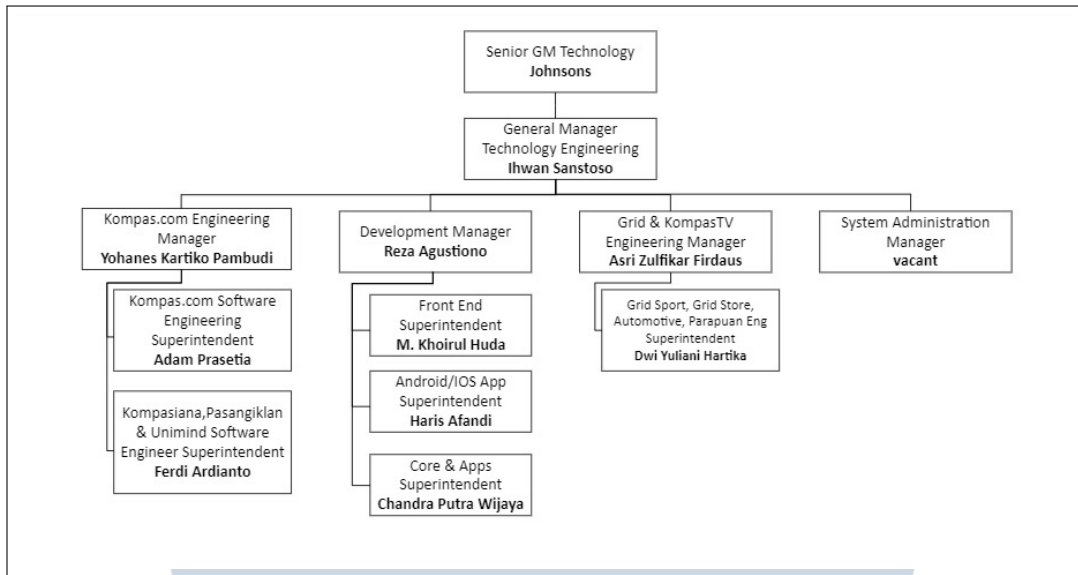 Senior GM Technology
Johnsons
General Manager
Technology Engineering
Ihwan Sanstoso
Kompas.com Engineering
Manager
Yohanes Kartiko Pambudi
Development Manager
Reza Agustiono
Grid & KompasTV
Engineering Manager
Asri Zulfikar Firdaus
System Administration
Manager
vacant
Kompas.com Software
Engineering
Superintendent
Adam Prasetia
Kompasiana,Pasangiklan
& Unimind Software
Engineer Superintendent
Ferdi Ardianto
Front End
Superintendent
M. Khoirul Huda
Android/IOS App
Superintendent
Haris Afandi
Core & Apps
Superintendent
Chandra Putra Wijaya
Grid Sport, Grid Store,
Automotive, Parapuan Eng
Superintendent
Dwi Yuliani Hartika